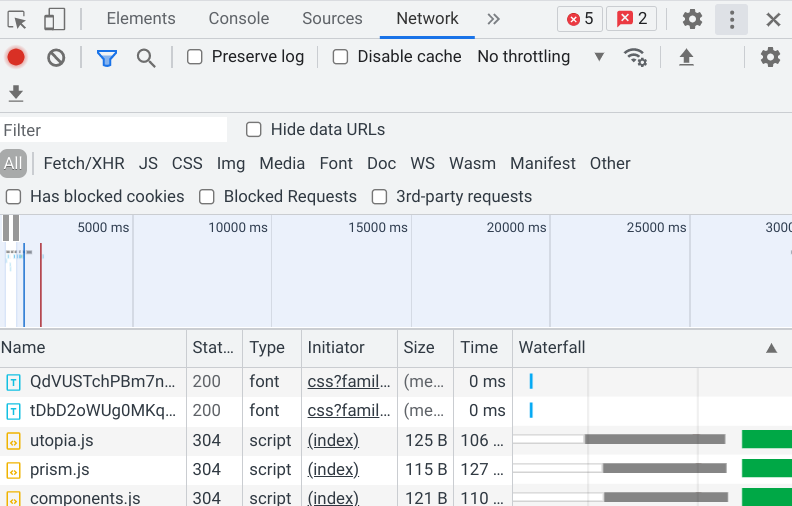 Elements Console Sources Network 5 2
Preserve log Disable cache No throttling
Filter Hide data URLs
All Fetch/XHR JS CSS Img Media Font Doc WS Wasm Manifest Other
Has blocked cookies Blocked Requests 3rd-party requests
5000 ms 10000 ms 15000 ms 20000 ms 25000 ms 3000
Name Stat... Type Initiator Size Time Waterfall
QdVUSTchPBm7n... 200 font css?famil... (me... 0 ms
tDbD2oWUg0MKq... 200 font css?famil... (me... 0 ms
utopia.js 304 script (index) 125 B 106 ...
prism.js 304 script (index) 115 B 127 ...
components.js 304 script (index) 121 B 110 ...